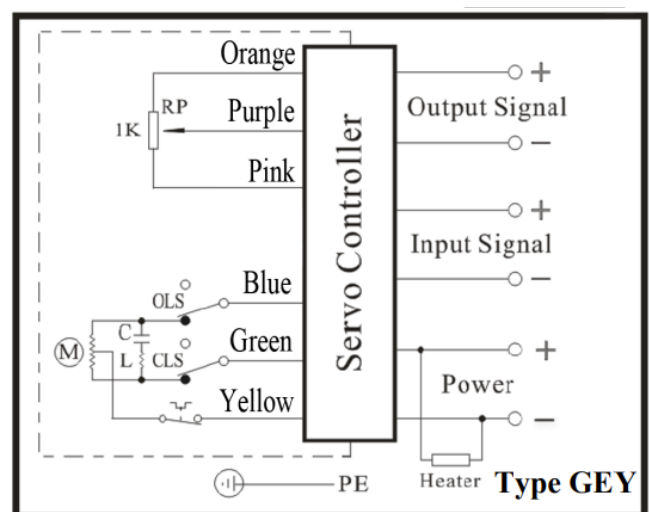 Orange
RP
1K
Purple
Pink
Servo Controller
+
Output Signal
−
+
Input Signal
−
Blue
OLS
C
M
L
CLS
Green
Yellow
+
Power
−
PE
Heater
Type GEY